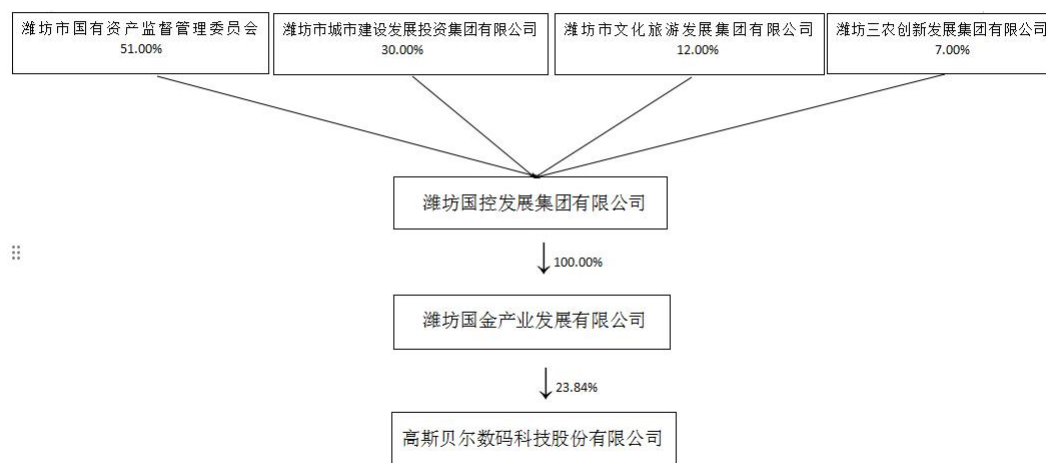 潍坊市国有资产监督管理委员会
51.00%
潍坊市城市建设发展投资集团有限公司
30.00%
潍坊市文化旅游发展集团有限公司
12.00%
潍坊三农创新发展集团有限公司
7.00%
潍坊国控发展集团有限公司
100.00%
潍坊国金产业发展有限公司
23.84%
高斯贝尔数码科技股份有限公司